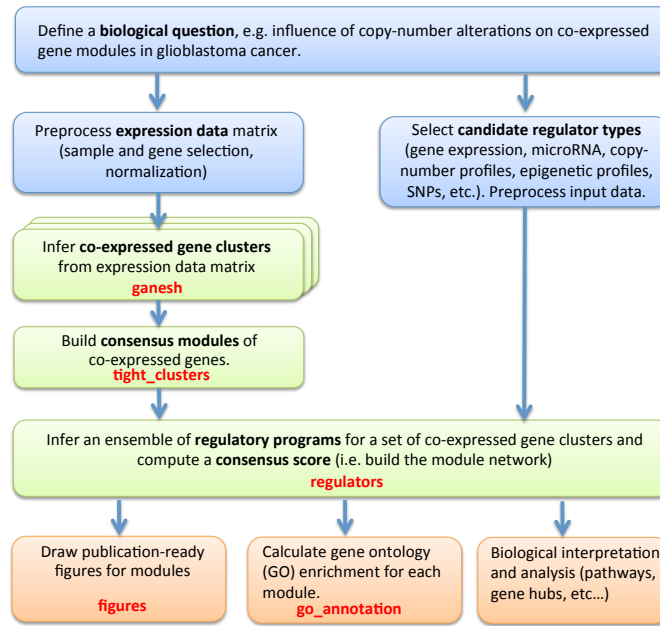 Define a biological question, e.g. influence of copy-number alterations on co-expressed
gene modules in glioblastoma cancer.
Preprocess expression data matrix
(sample and gene selection,
normalization)
Select candidate regulator types
(gene expression, microRNA, copy-
number profiles, epigenetic profiles,
SNPs, etc.). Preprocess input data.
Infer co-expressed gene clusters
from expression data matrix
ganesh
Build consensus modules of
co-expressed genes.
tight_clusters
Infer an ensemble of regulatory programs for a set of co-expressed gene clusters and
compute a consensus score (i.e. build the module network)
regulators
Draw publication-ready
figures for modules
figures
Calculate gene ontology
(GO) enrichment for each
module.
go_annotation
Biological interpretation
and analysis (pathways,
gene hubs, etc...)